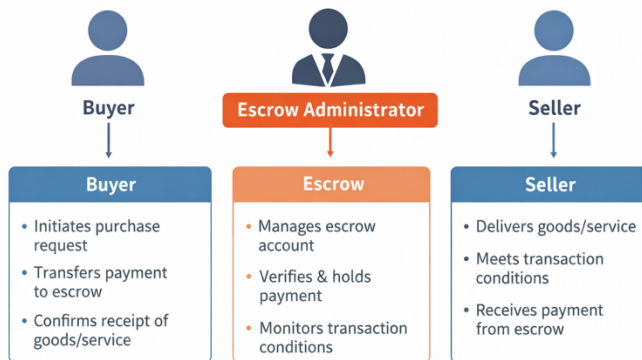 Buyer
Escrow Administrator
Seller
Buyer
• Initiates purchase
request
• Transfers payment
to escrow
• Confirms receipt of
goods/service
Escrow
• Manages escrow
account
• Verifies & holds
payment
• Monitors transaction
conditions
Seller
• Delivers goods/service
• Meets transaction
conditions
• Receives payment
from escrow